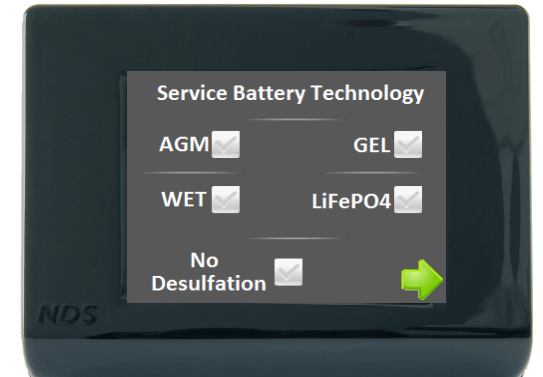 Service Battery Technology
AGM GEL
WET LiFePO4
No
Desulfation
NDS